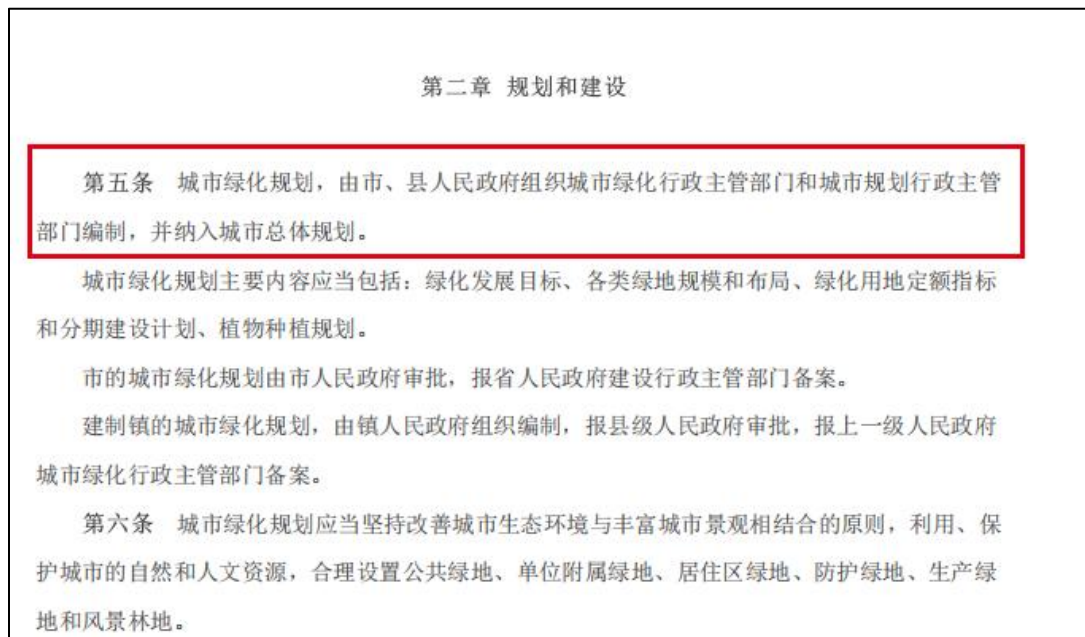 第二章 规划和建设
第五条 城市绿化规划，由市、县人民政府组织城市绿化行政主管部门和城市规划行政主管
部门编制，并纳入城市总体规划。
城市绿化规划主要内容应当包括：绿化发展目标、各类绿地规模和布局、绿化用地定额指标
和分期建设计划、植物种植规划。
市的城市绿化规划由市人民政府审批，报省人民政府建设行政主管部门备案。
建制镇的城市绿化规划，由镇人民政府组织编制，报县级人民政府审批，报上一级人民政府
城市绿化行政主管部门备案。
第六条 城市绿化规划应当坚持改善城市生态环境与丰富城市景观相结合的原则，利用、保
护城市的自然和人文资源，合理设置公共绿地、单位附属绿地、居住区绿地、防护绿地、生产绿
地和风景林地。